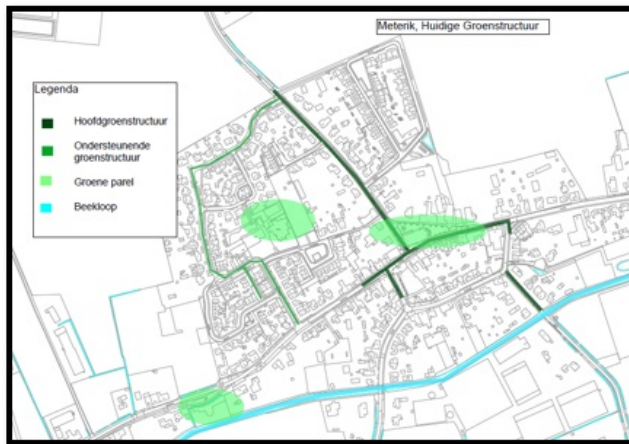 Meterik, Huidige Groenstructuur
Legenda
Hoofdgroenstructuur
Ondersteunende
groenstructuur
Groene parel
Beekloop